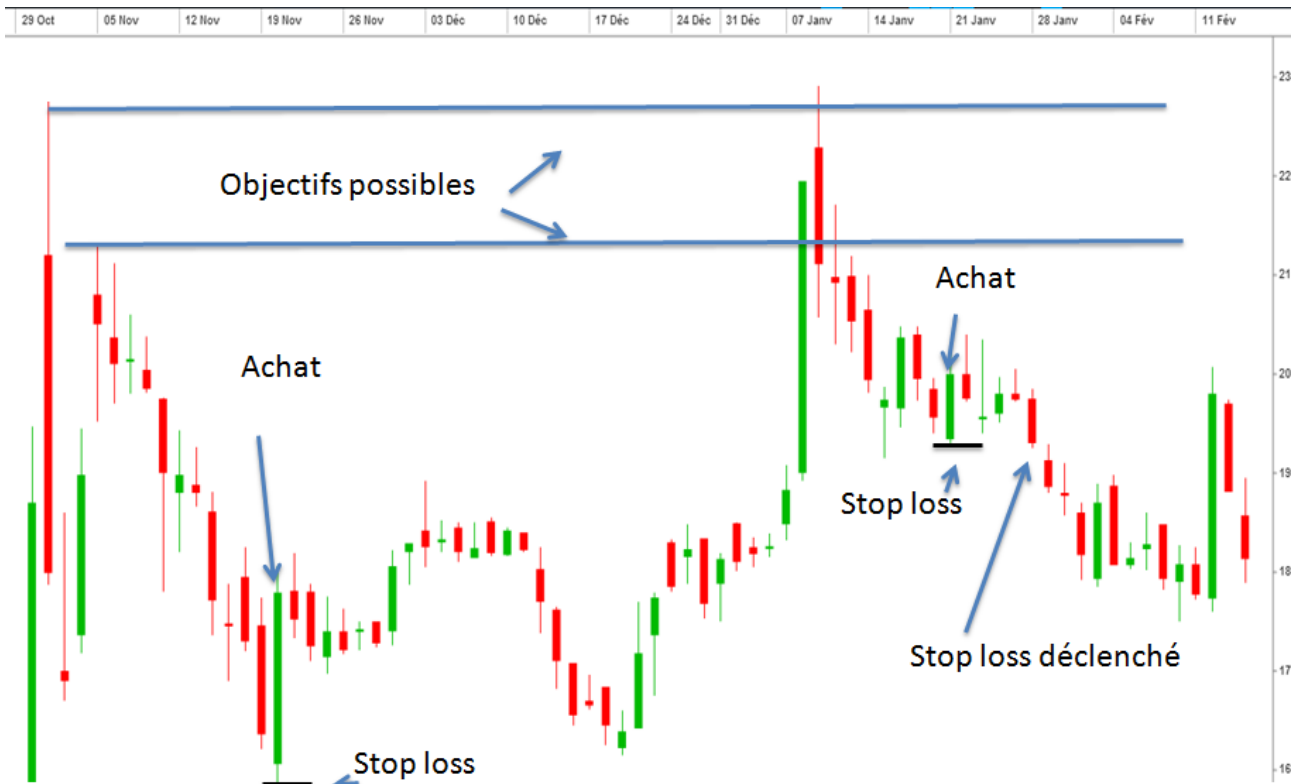 29 Oct 05 Nov 12 Nov 19 Nov 26 Nov 03 Déc 10 Déc 17 Déc 24 Déc 31 Déc 07 Janv 14 Janv 21 Janv 28 Janv 04 Fév 11 Fév
23
22
Objectifs possibles
21
Achat
20
Achat
19
Stop loss
18
Stop loss déclenché
17
Stop loss
16